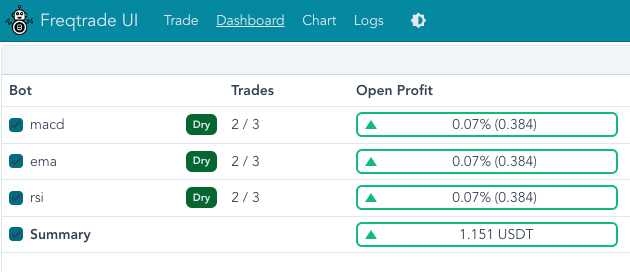 Freqtrade UI Trade Dashboard Chart Logs
Bot Trades Open Profit
macd Dry 2 / 3 0.07% (0.384)
ema Dry 2 / 3 0.07% (0.384)
rsi Dry 2 / 3 0.07% (0.384)
Summary 1.151 USDT